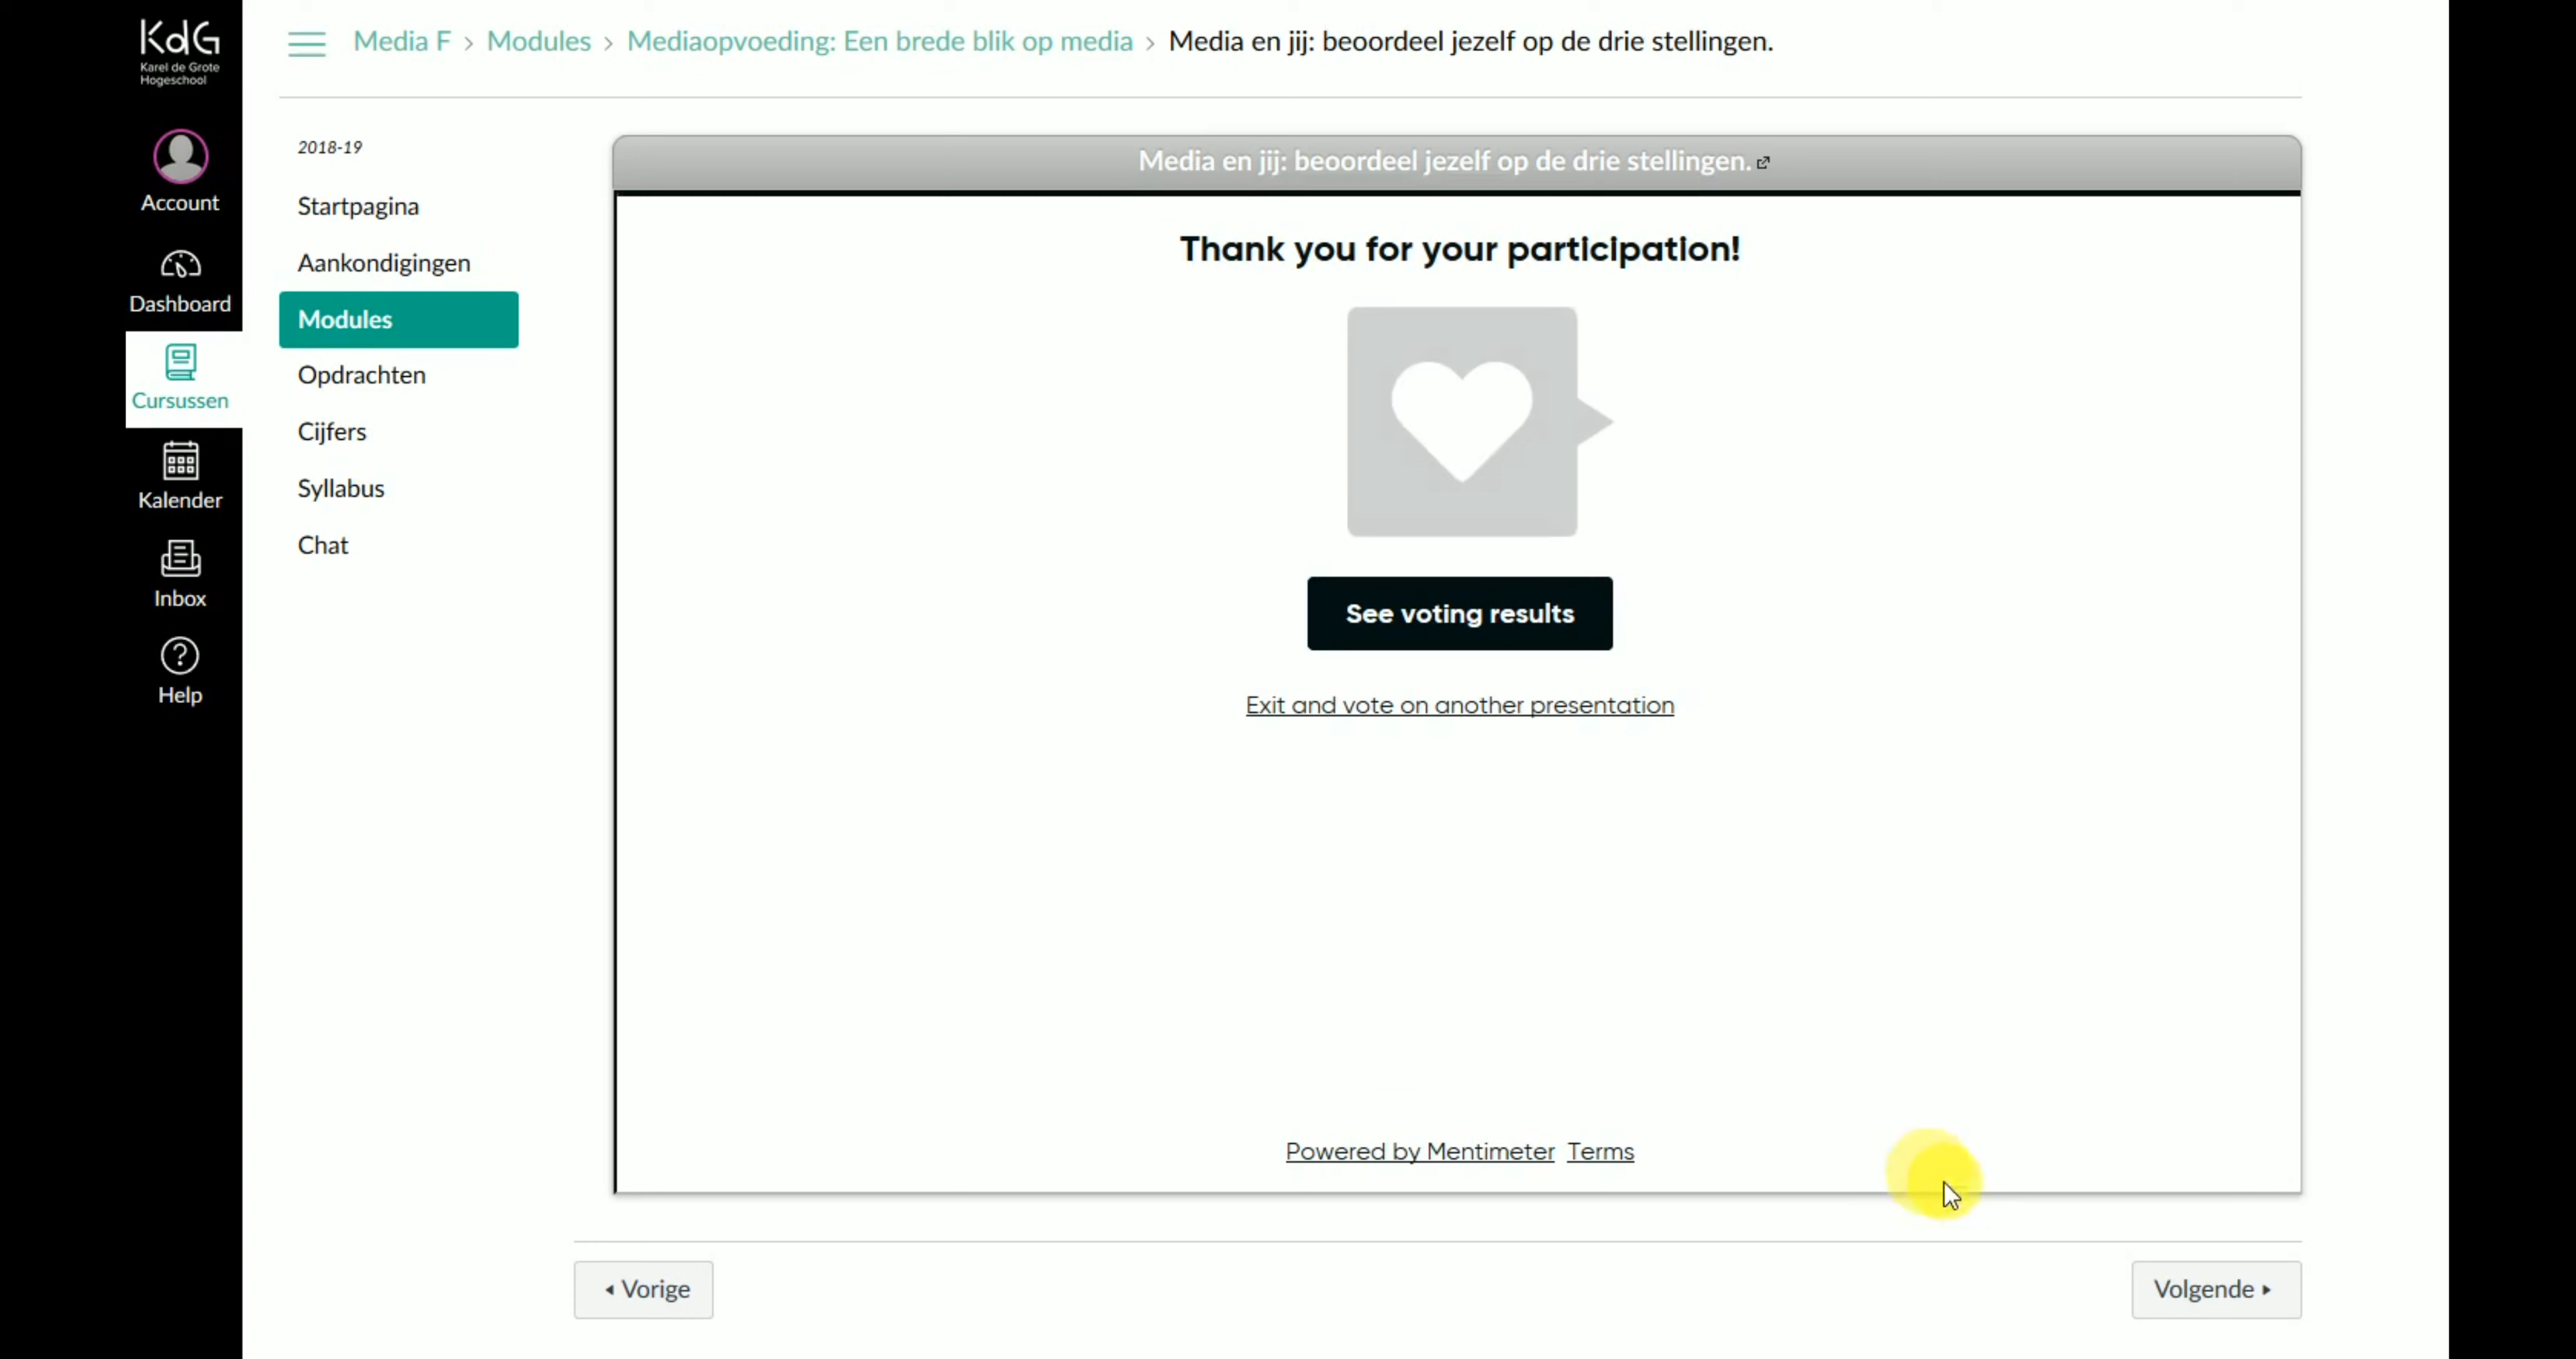 KdG
Karel de Grote
Hogeschool
Account
Dashboard
Cursussen
Kalender
Inbox
Help
Media F › Modules › Mediaopvoeding: Een brede blik op media › Media en jij: beoordeel jezelf op de drie stellingen.
2018-19
Startpagina
Aankondigingen
Modules
Opdrachten
Cijfers
Syllabus
Chat
Media en jij: beoordeel jezelf op de drie stellingen.
Thank you for your participation!
See voting results
Exit and vote on another presentation
Powered by Mentimeter Terms
Vorige
Volgende